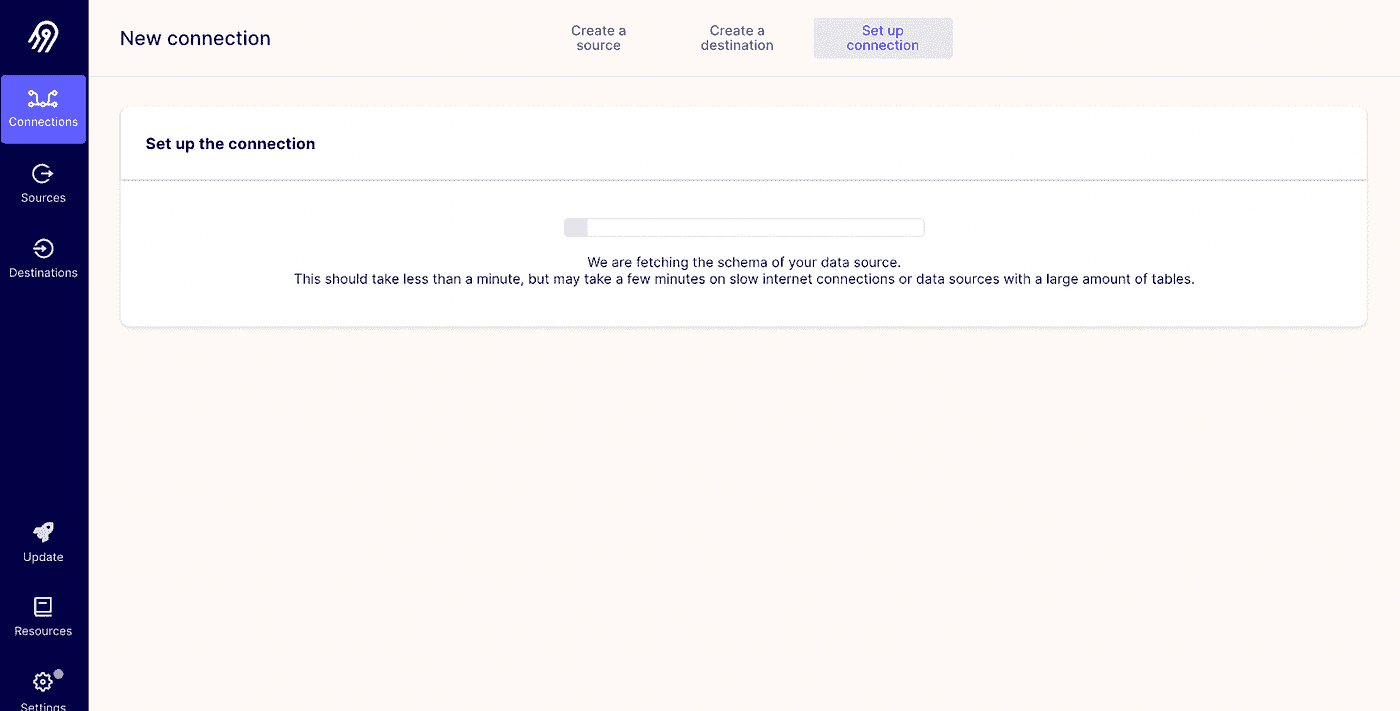 New connection
Create a
source
Create a
destination
Set up
connection
Connections
Sources
Destinations
Update
Resources
Settings
Set up the connection
We are fetching the schema of your data source.
This should take less than a minute, but may take a few minutes on slow internet connections or data sources with a large amount of tables.